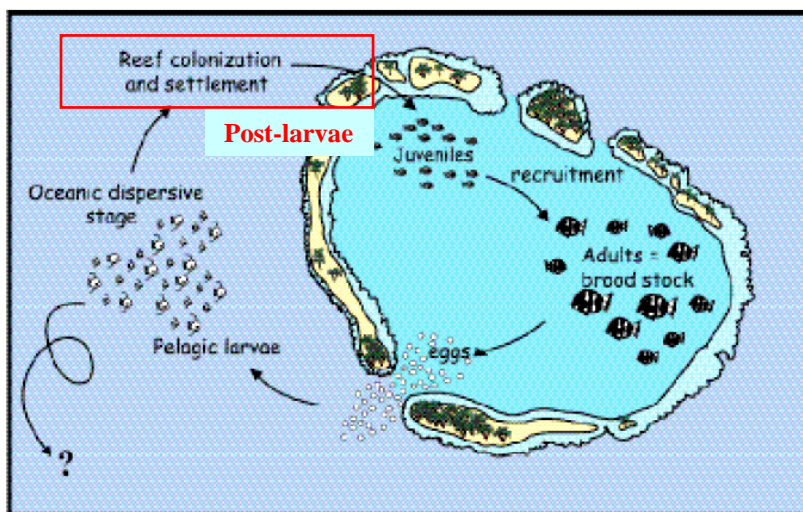 Reef colonization
and settlement
Post-larvae
Juveniles
recruitment
Oceanic dispersive
stage
Adults =
brood stock
Pelagic larvae
eggs
?